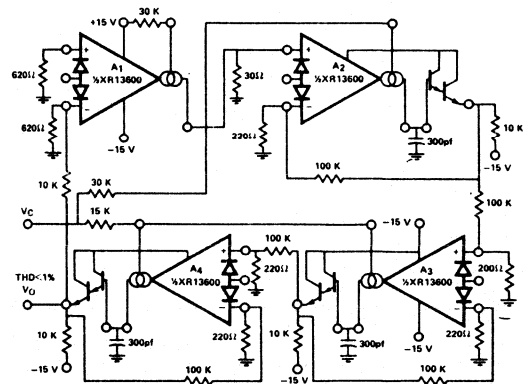 +15 V
30 K
A1
½XR13600
+
−
620Ω
620Ω
−15 V
30Ω
A2
½XR13600
+
−
220Ω
300pf
10 K
−15 V
10 K
30 K
100 K
100 K
VC
15 K
−15 V
THD<1%
VO
A4
½XR13600
+
−
100 K
220Ω
220Ω
10 K
10 K
−15 V
300pf
100 K
A3
½XR13600
+
−
200Ω
220Ω
−15 V
−15 V
300pf
100 K